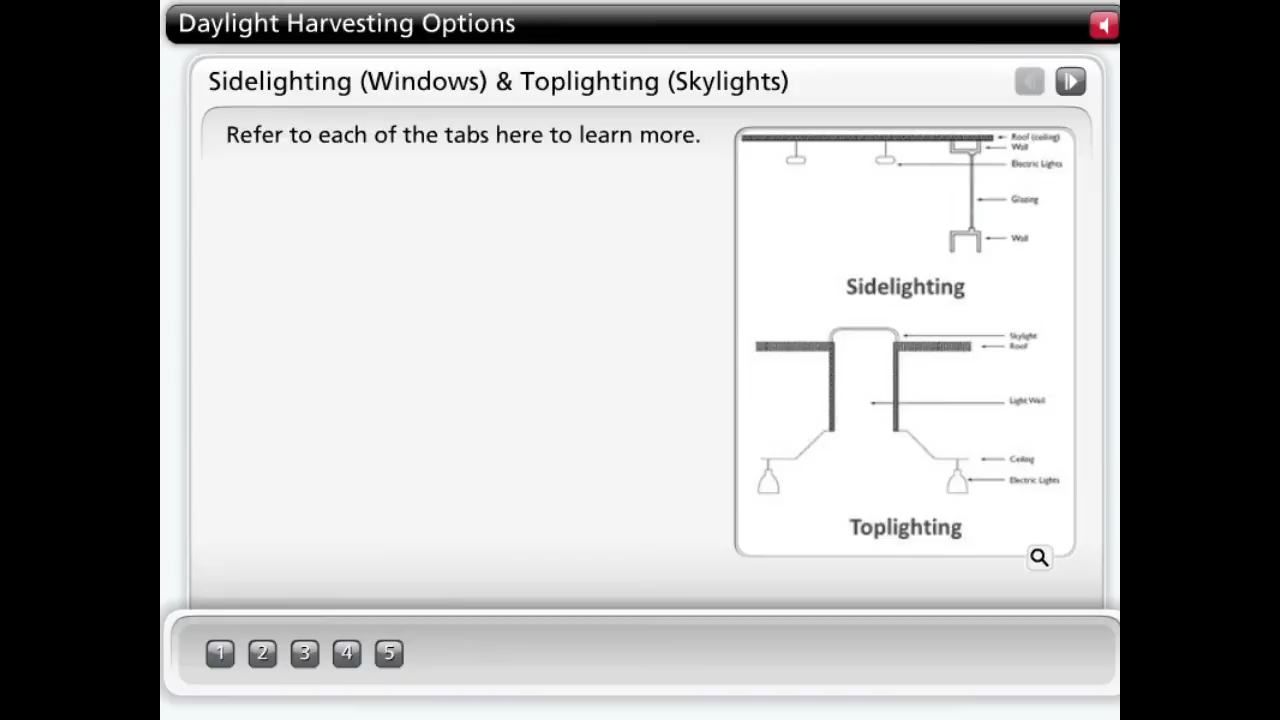 Daylight Harvesting Options
Sidelighting (Windows) & Toplighting (Skylights)
Refer to each of the tabs here to learn more.
Roof (ceiling)
Wall
Electric Lights
Glazing
Wall
Sidelighting
Skylight
Roof
Light Well
Ceiling
Electric Lights
Toplighting
1 2 3 4 5